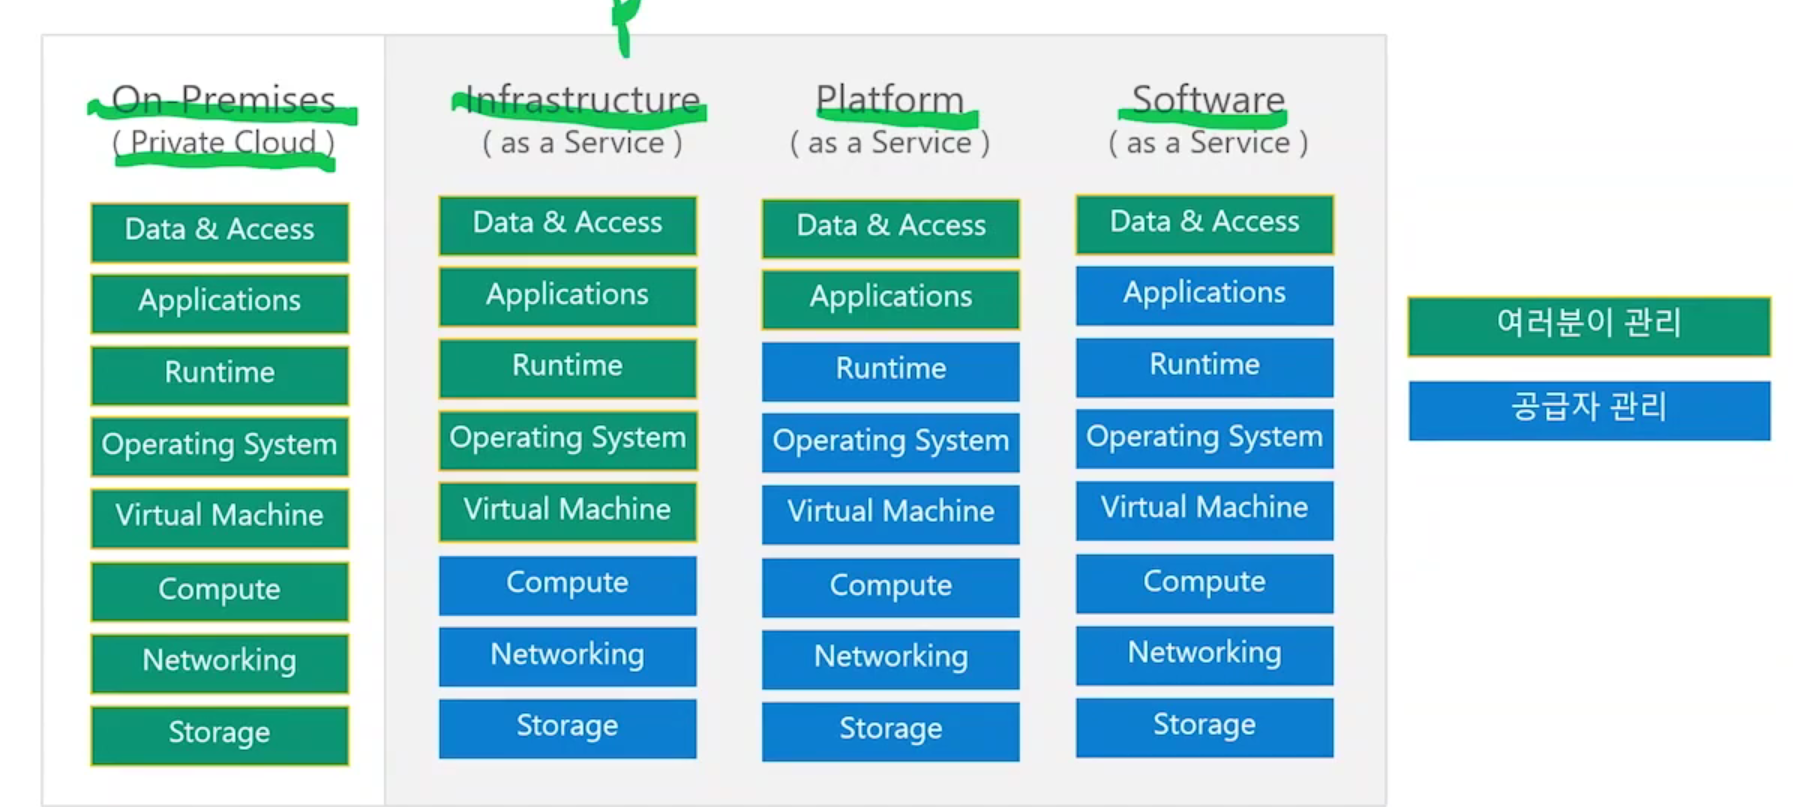 On-Premises
( Private Cloud )
Data & Access
Applications
Runtime
Operating System
Virtual Machine
Compute
Networking
Storage
Infrastructure
( as a Service )
Data & Access
Applications
Runtime
Operating System
Virtual Machine
Compute
Networking
Storage
Platform
( as a Service )
Data & Access
Applications
Runtime
Operating System
Virtual Machine
Compute
Networking
Storage
Software
( as a Service )
Data & Access
Applications
Runtime
Operating System
Virtual Machine
Compute
Networking
Storage
여러분이 관리
공급자 관리